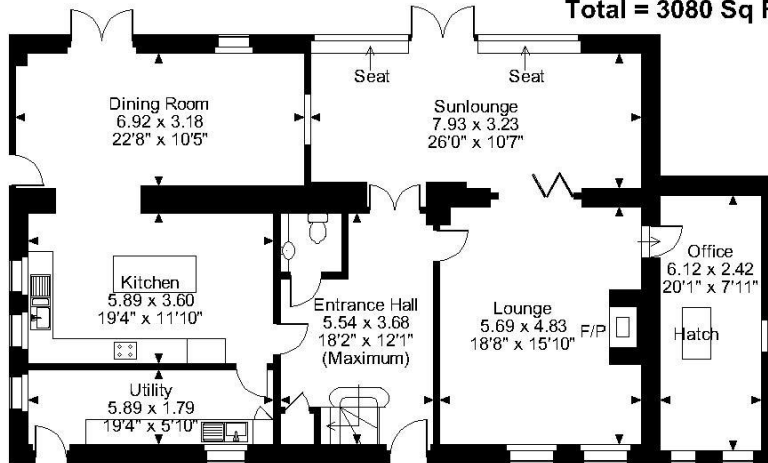 Total = 3080 Sq
Seat
Seat
Dining Room
6.92 x 3.18
22'8" x 10'5"
Sunlounge
7.93 x 3.23
26'0" x 10'7"
Kitchen
5.89 x 3.60
19'4" x 11'10"
Entrance Hall
5.54 x 3.68
18'2" x 12'1"
(Maximum)
Lounge
5.69 x 4.83
18'8" x 15'10"
F/P
Office
6.12 x 2.42
20'1" x 7'11"
Hatch
Utility
5.89 x 1.79
19'4" x 5'10"